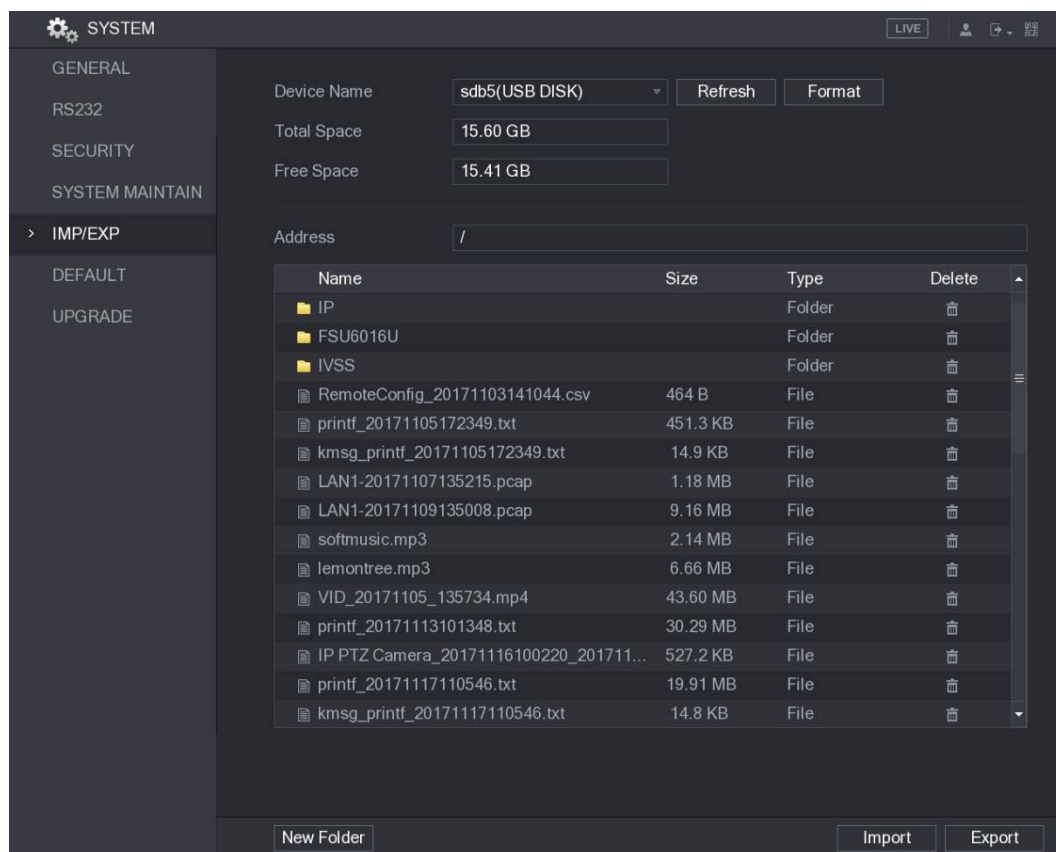 SYSTEM
LIVE
GENERAL
RS232
SECURITY
SYSTEM MAINTAIN
> IMP/EXP
DEFAULT
UPGRADE
Device Name sdb5(USB DISK) Refresh Format
Total Space 15.60 GB
Free Space 15.41 GB
Address /
Name Size Type Delete
IP Folder
FSU6016U Folder
IVSS Folder
RemoteConfig_20171103141044.csv 464 B File
printf_20171105172349.txt 451.3 KB File
kmsg_printf_20171105172349.txt 14.9 KB File
LAN1-20171107135215.pcap 1.18 MB File
LAN1-20171109135008.pcap 9.16 MB File
softmusic.mp3 2.14 MB File
lemontree.mp3 6.66 MB File
VID_20171105_135734.mp4 43.60 MB File
printf_20171113101348.txt 30.29 MB File
IP PTZ Camera_20171116100220_201711... 527.2 KB File
printf_20171117110546.txt 19.91 MB File
kmsg_printf_20171117110546.txt 14.8 KB File
New Folder Import Export